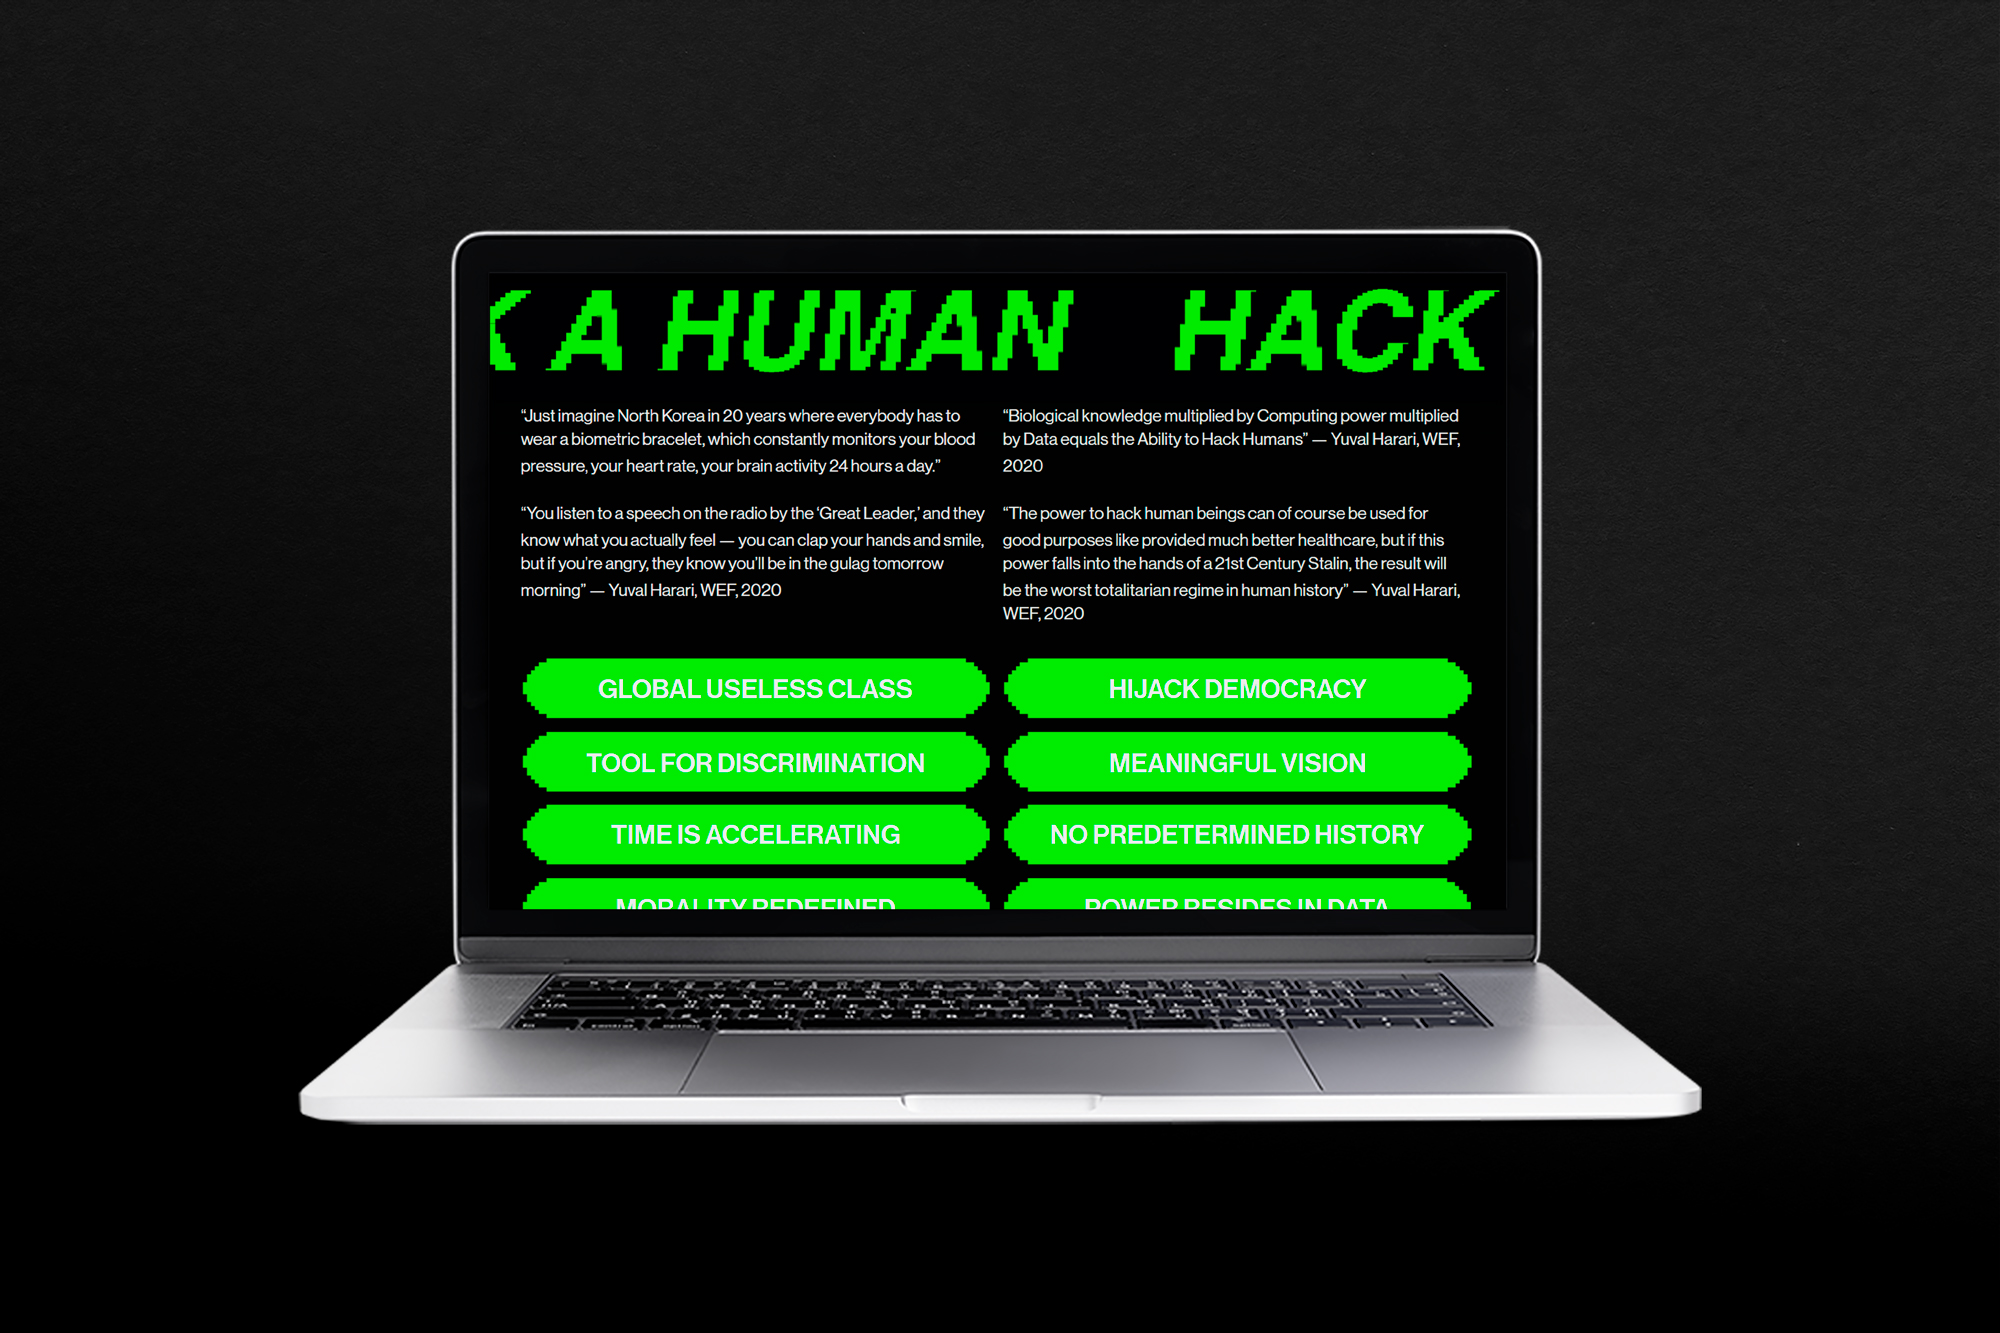 K A HUMAN HACK
“Just imagine North Korea in 20 years where everybody has to
wear a biometric bracelet, which constantly monitors your blood
pressure, your heart rate, your brain activity 24 hours a day.”
“You listen to a speech on the radio by the ‘Great Leader,’ and they
know what you actually feel — you can clap your hands and smile,
but if you’re angry, they know you’ll be in the gulag tomorrow
morning” — Yuval Harari, WEF, 2020
“Biological knowledge multiplied by Computing power multiplied
by Data equals the Ability to Hack Humans” — Yuval Harari, WEF,
2020
“The power to hack human beings can of course be used for
good purposes like provided much better healthcare, but if this
power falls into the hands of a 21st Century Stalin, the result will
be the worst totalitarian regime in human history” — Yuval Harari,
WEF, 2020
GLOBAL USELESS CLASS
HIJACK DEMOCRACY
TOOL FOR DISCRIMINATION
MEANINGFUL VISION
TIME IS ACCELERATING
NO PREDETERMINED HISTORY
MORALITY REDEFINED
POWER RESIDES IN DATA